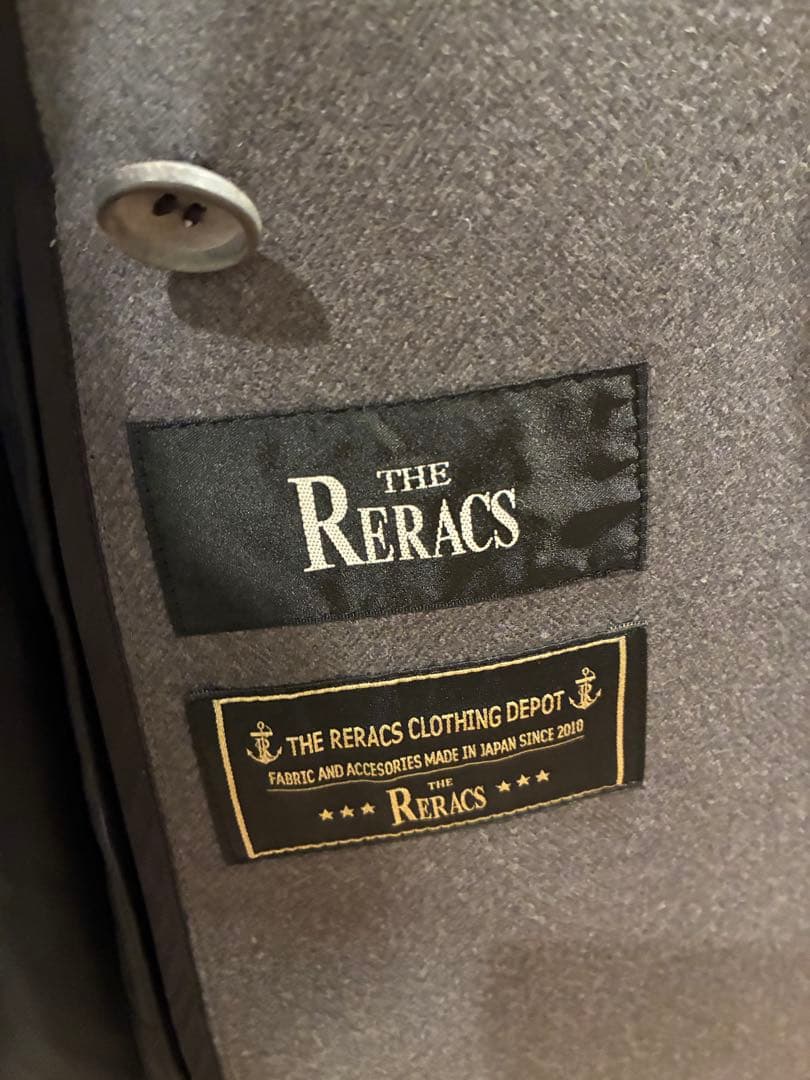 THE
RERACS
THE RERACS CLOTHING DEPOT
FABRIC AND ACCESORIES MADE IN JAPAN SINCE 2010
THE
★★★ RERACS ★★★